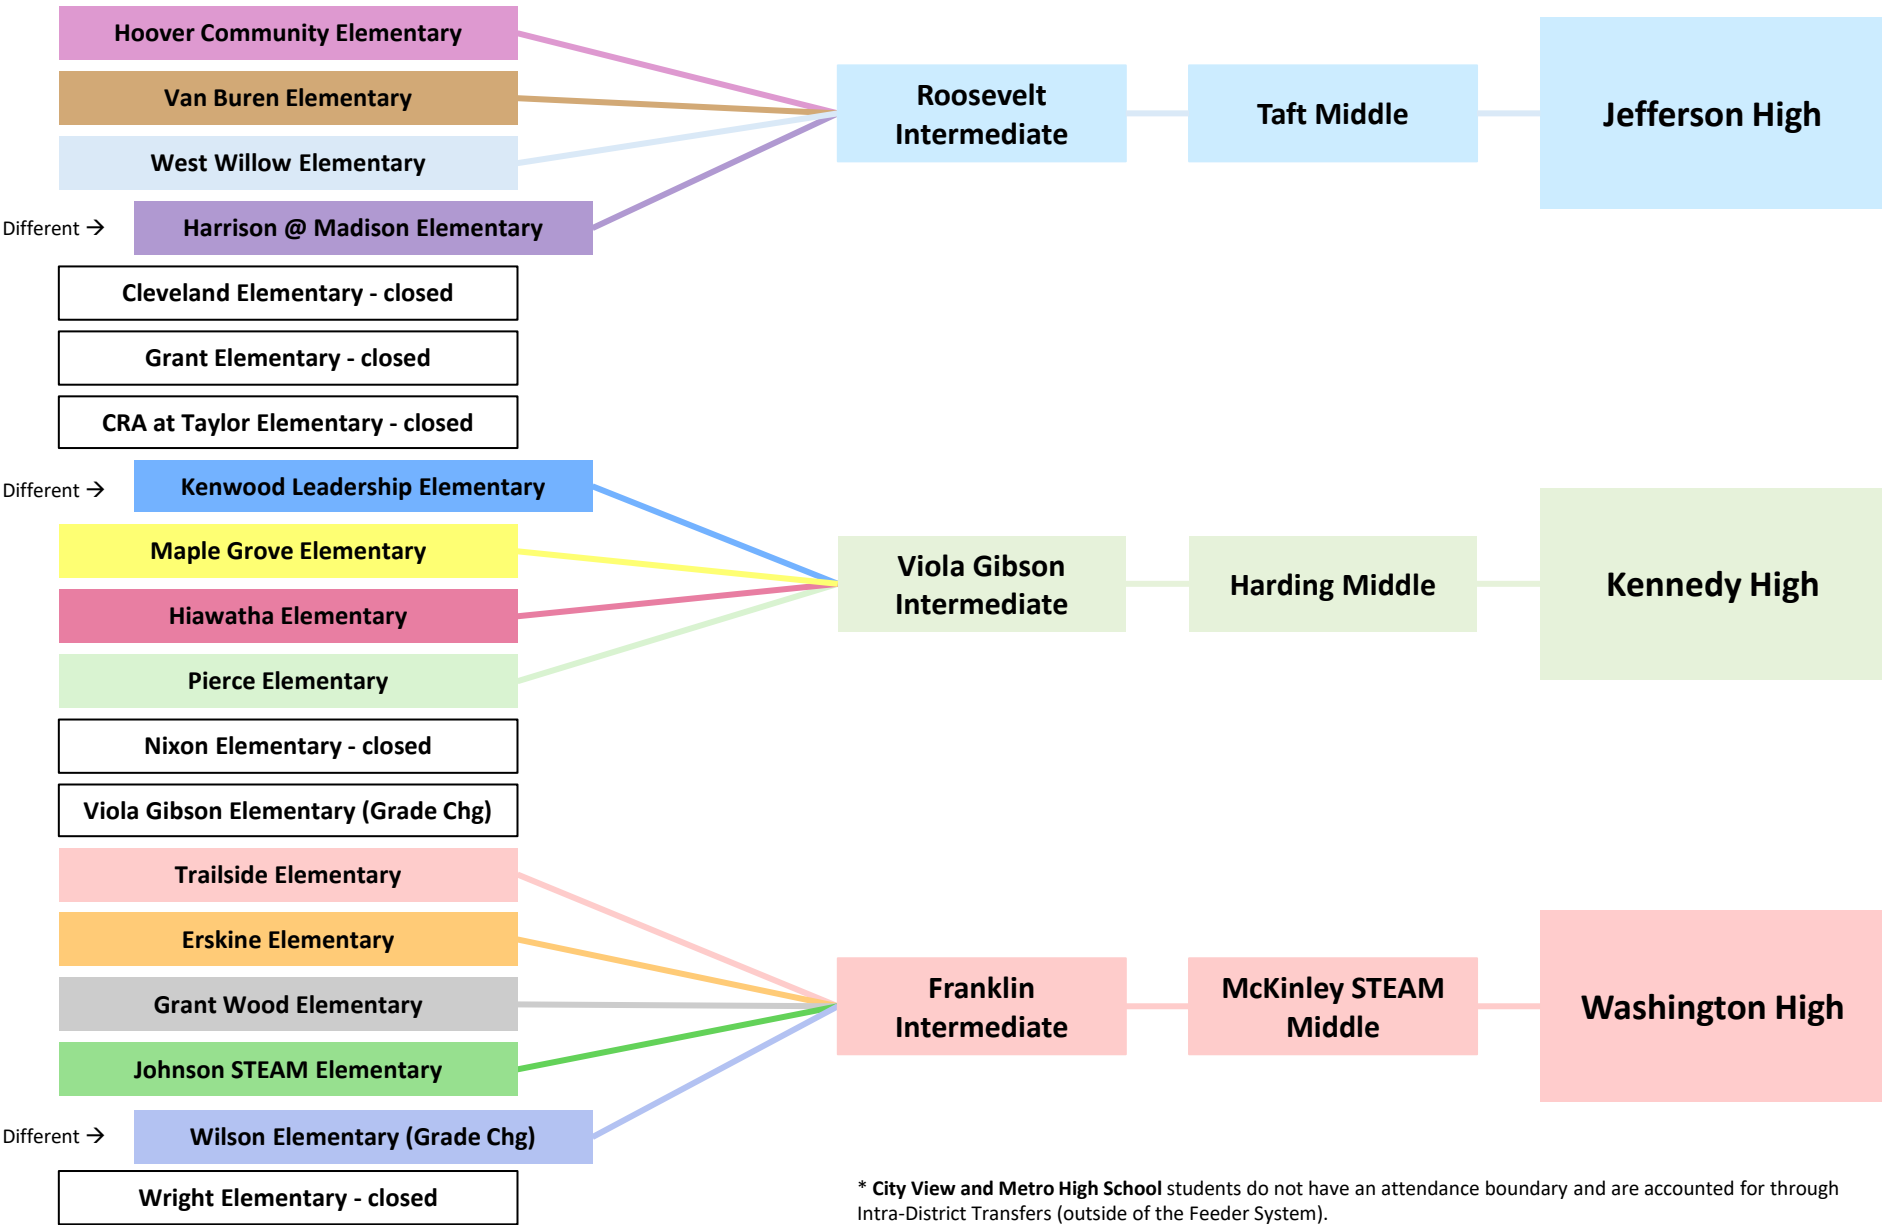 Hoover Community Elementary
Van Buren Elementary
West Willow Elementary
Different →
Harrison @ Madison Elementary
Cleveland Elementary - closed
Grant Elementary - closed
CRA at Taylor Elementary - closed
Roosevelt
Intermediate
Taft Middle
Jefferson High
Different →
Kenwood Leadership Elementary
Maple Grove Elementary
Hiawatha Elementary
Pierce Elementary
Nixon Elementary - closed
Viola Gibson Elementary (Grade Chg)
Viola Gibson
Intermediate
Harding Middle
Kennedy High
Trailside Elementary
Erskine Elementary
Grant Wood Elementary
Johnson STEAM Elementary
Different →
Wilson Elementary (Grade Chg)
Wright Elementary - closed
Franklin
Intermediate
McKinley STEAM
Middle
Washington High
* City View and Metro High School students do not have an attendance boundary and are accounted for through
Intra-District Transfers (outside of the Feeder System).